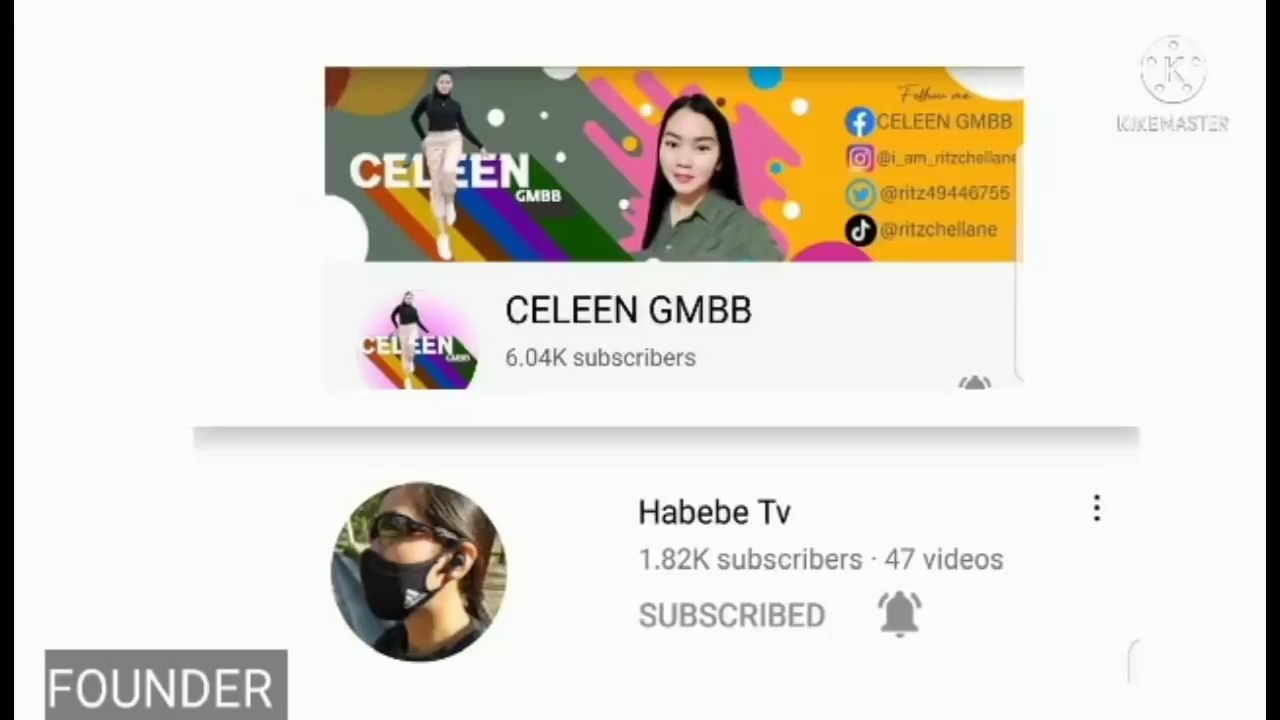 K
KINEMASTER
Follow me
CELEEN
GMBB
CELEEN GMBB
@i_am_ritzchellane
@ritz49446755
@ritzchellane
CELEEN GMBB
6.04K subscribers
CELEEN
GMBB
Habebe Tv
1.82K subscribers · 47 videos
SUBSCRIBED
FOUNDER